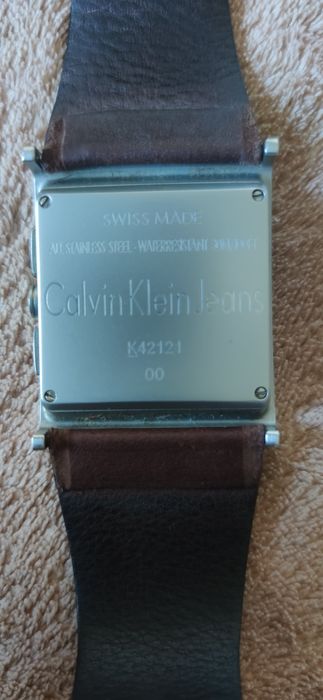 SWISS MADE
ALL STAINLESS STEEL - WATERRESISTANT
Calvin Klein Jeans
K42121
00